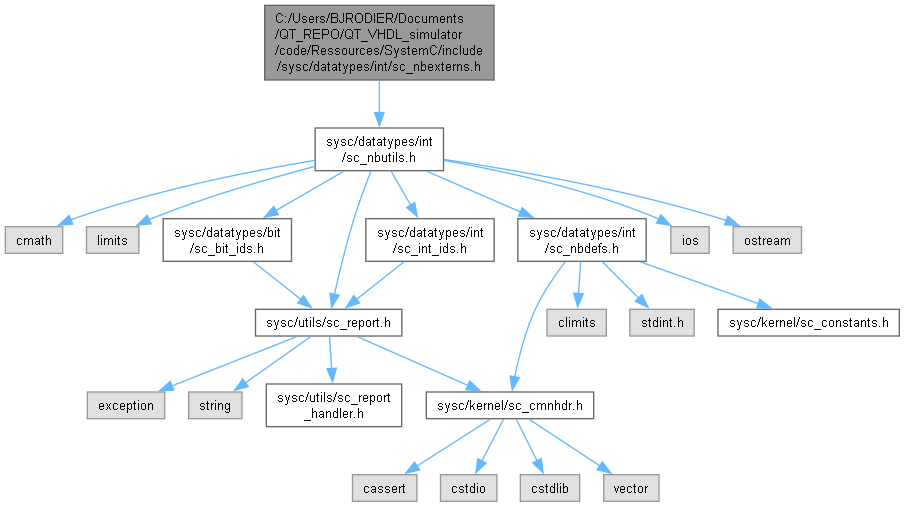 C:/Users/BJRODIER/Documents
/QT_REPO/QT_VHDL_simulator
/code/Ressources/SystemC/include
/sysc/datatypes/int/sc_nbexterns.h
sysc/datatypes/int
/sc_nbutils.h
cmath
limits
sysc/datatypes/bit
/sc_bit_ids.h
sysc/datatypes/int
/sc_int_ids.h
sysc/datatypes/int
/sc_nbdefs.h
ios
ostream
sysc/utils/sc_report.h
climits
stdint.h
sysc/kernel/sc_constants.h
exception
string
sysc/utils/sc_report
_handler.h
sysc/kernel/sc_cmnhdr.h
cassert
cstdio
cstdlib
vector